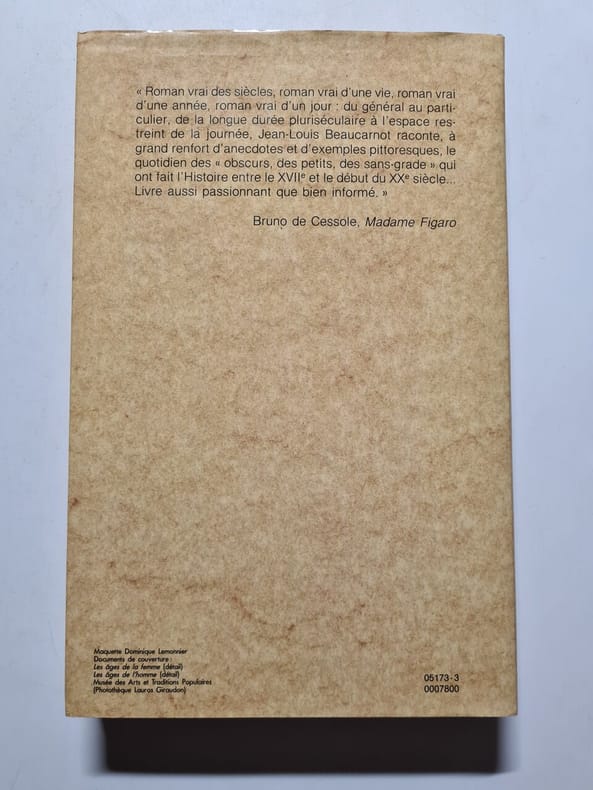 « Roman vrai des siècles, roman vrai d'une vie, roman vrai
d'une année, roman vrai d'un jour : du général au parti-
culier, de la longue durée pluriséculaire à l'espace res-
treint de la journée, Jean-Louis Beaucarnot raconte, à
grand renfort d'anecdotes et d'exemples pittoresques, le
quotidien des « obscurs, des petits, des sans-grade » qui
ont fait l'Histoire entre le XVIIe et le début du XXe siècle...
Livre aussi passionnant que bien informé. »
Bruno de Cessole, Madame Figaro
Maquette Dominique Lemonnier
Documents de couverture :
Les âges de la femme (détail)
Les âges de l'homme (détail)
Musée des Arts et Traditions Populaires
(Photothèque Lauros Giraudon)
05173-3
0007800